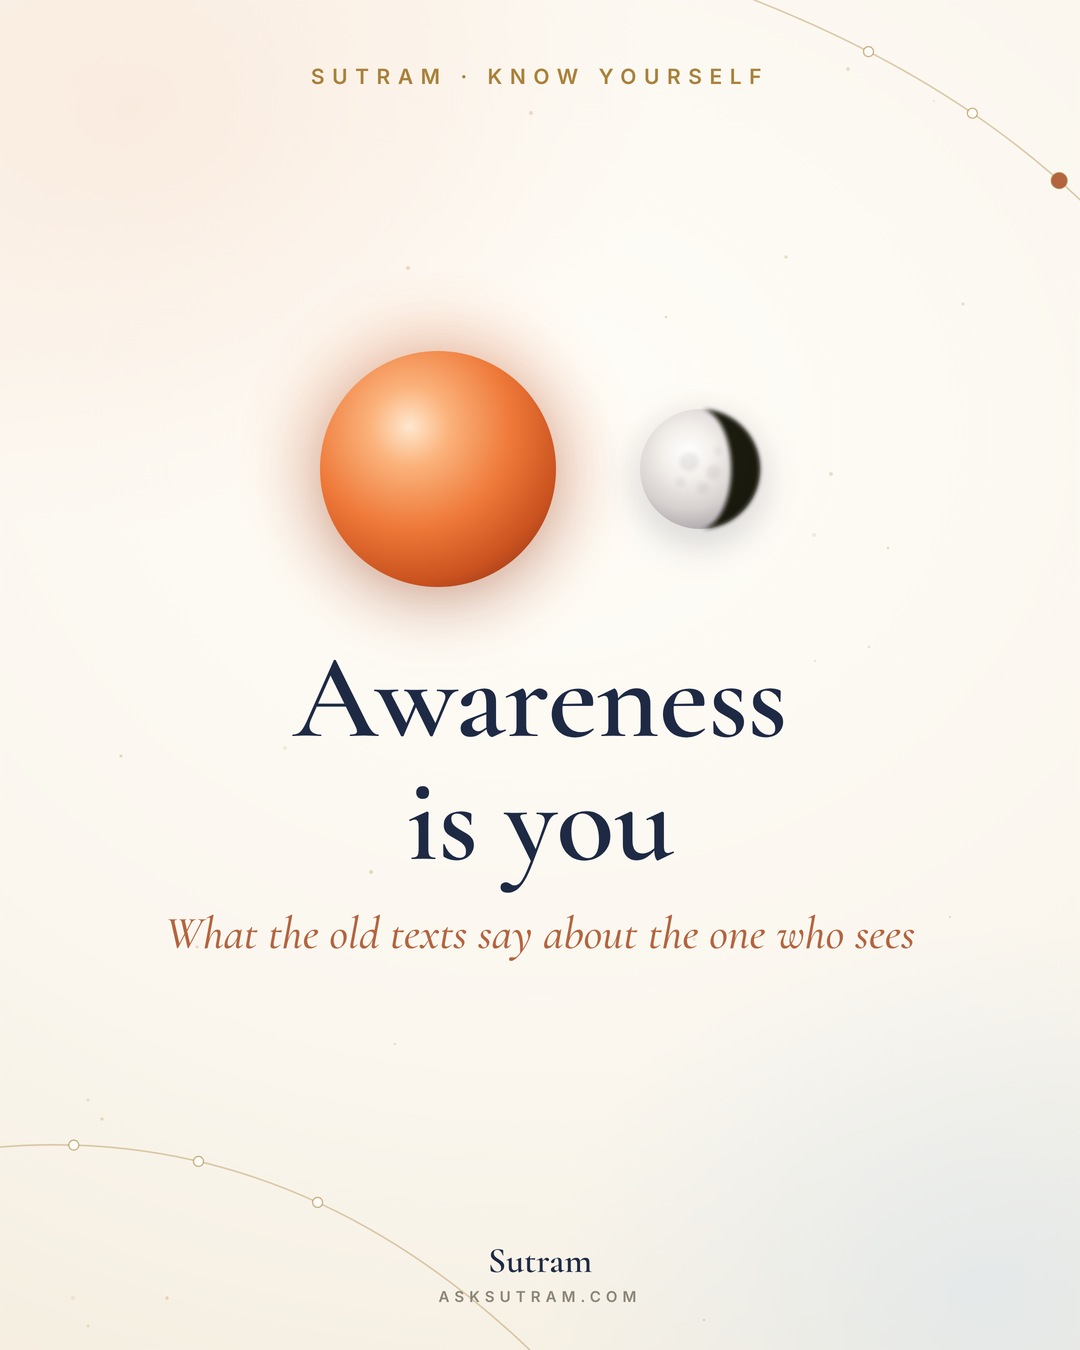 SUTRAM · KNOW YOURSELF
Awareness
is you
What the old texts say about the one who sees
Sutram
ASKSUTRAM.COM